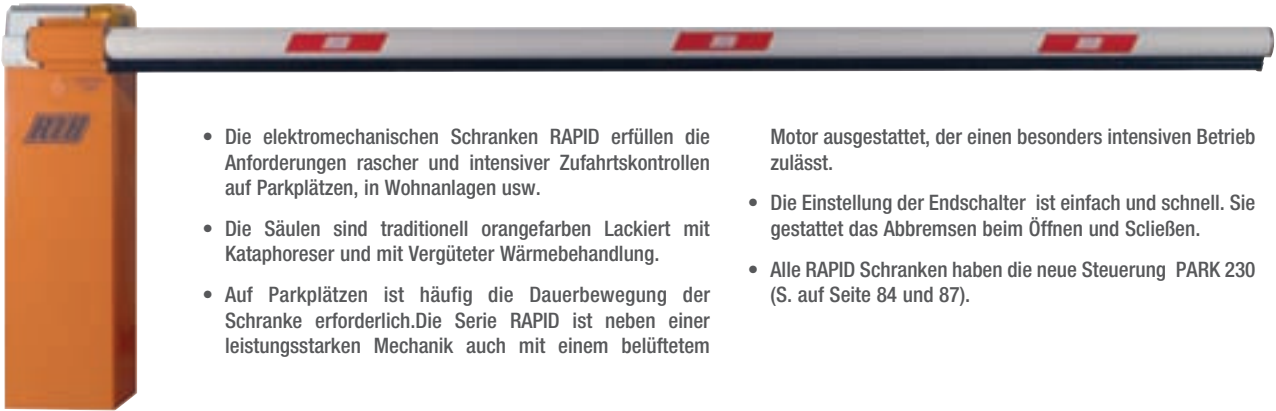 RIB
• Die elektromechanischen Schranken RAPID erfüllen die
Anforderungen rascher und intensiver Zufahrtskontrollen
auf Parkplätzen, in Wohnanlagen usw.
• Die Säulen sind traditionell orangefarben Lackiert mit
Kataphoreser und mit Vergüteter Wärmebehandlung.
• Auf Parkplätzen ist häufig die Dauerbewegung der
Schranke erforderlich.Die Serie RAPID ist neben einer
leistungsstarken Mechanik auch mit einem belüftetem
Motor ausgestattet, der einen besonders intensiven Betrieb
zulässt.
• Die Einstellung der Endschalter ist einfach und schnell. Sie
gestattet das Abbremsen beim Öffnen und Scließen.
• Alle RAPID Schranken haben die neue Steuerung PARK 230
(S. auf Seite 84 und 87).